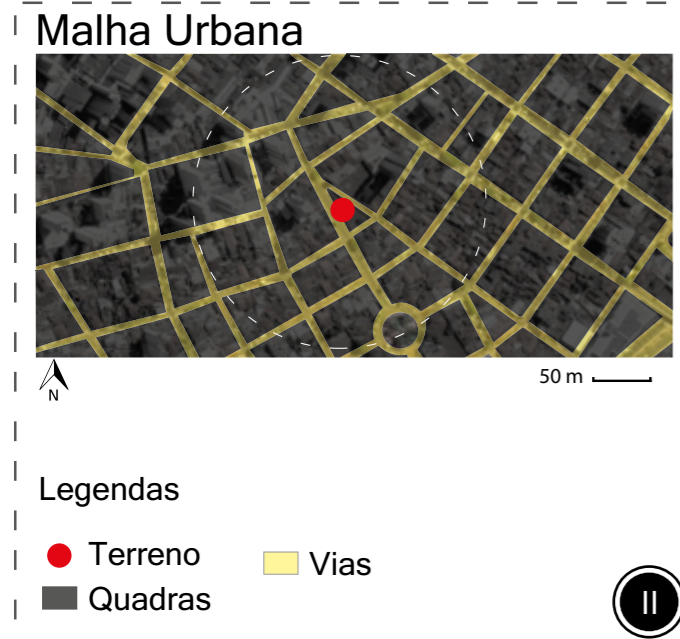 Malha Urbana
N
50 m
Legendas
Terreno
Vias
Quadras
II